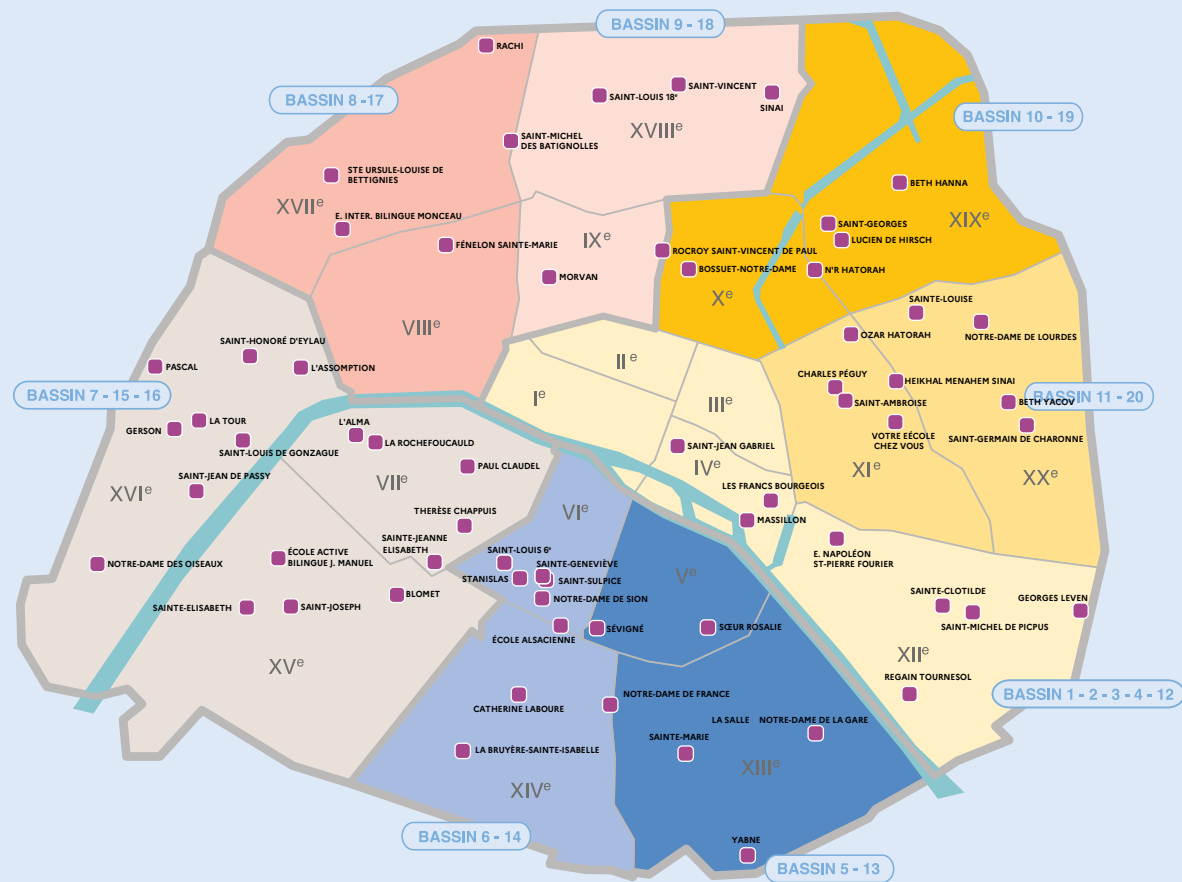 BASSIN 9 - 18
RACHI
BASSIN 8 -17
SAINT-LOUIS 18e
SAINT-VINCENT
SINAI
XVIIIe
BASSIN 10 - 19
SAINT-MICHEL
DES BATIGNOLLES
STE URSULE-LOUISE DE
BETTIGNIES
XVIIe
BETH HANNA
E. INTER. BILINGUE MONCEAU
SAINT-GEORGES
XIXe
LUCIEN DE HIRSCH
FÉNELON SAINTE-MARIE
IXe
ROCROY SAINT-VINCENT DE PAUL
BOSSUET-NOTRE-DAME
N'R HATORAH
MORVAN
Xe
VIIIe
SAINTE-LOUISE
OZAR HATORAH
NOTRE-DAME DE LOURDES
SAINT-HONORÉ D'EYLAU
PASCAL
L'ASSOMPTION
IIe
CHARLES PÉGUY
HEIKHAL MENAHEM SINAI
BASSIN 7 - 15 - 16
Ie
IIIe
SAINT-AMBROISE
BETH YACOV
BASSIN 11 - 20
LA TOUR
GERSON
L'ALMA
LA ROCHEFOUCAULD
SAINT-LOUIS DE GONZAGUE
SAINT-JEAN GABRIEL
VOTRE EÉCOLE
CHEZ VOUS
SAINT-GERMAIN DE CHARONNE
PAUL CLAUDEL
IVe
XIe
XXe
SAINT-JEAN DE PASSY
XVIe
VIIe
LES FRANCS BOURGEOIS
THERÈSE CHAPPUIS
VIe
MASSILLON
SAINTE-JEANNE
ELISABETH
E. NAPOLÉON
ST-PIERRE FOURIER
SAINT-LOUIS 6e
NOTRE-DAME DES OISEAUX
ÉCOLE ACTIVE
BILINGUE J. MANUEL
SAINTE-GENEVIÈVE
STANISLAS
SAINT-SULPICE
Ve
BLOMET
NOTRE-DAME DE SION
SAINTE-ELISABETH
SAINT-JOSEPH
SAINTE-CLOTILDE
GEORGES LEVEN
SAINT-MICHEL DE PICPUS
ÉCOLE ALSACIENNE
SÉVIGNÉ
SŒUR ROSALIE
XIIe
XVe
REGAIN TOURNESOL
BASSIN 1 - 2 - 3 - 4 - 12
CATHERINE LABOURE
NOTRE-DAME DE FRANCE
LA SALLE
NOTRE-DAME DE LA GARE
SAINTE-MARIE
LA BRUYÈRE-SAINTE-ISABELLE
XIIIe
XIVe
BASSIN 6 - 14
YABNE
BASSIN 5 - 13